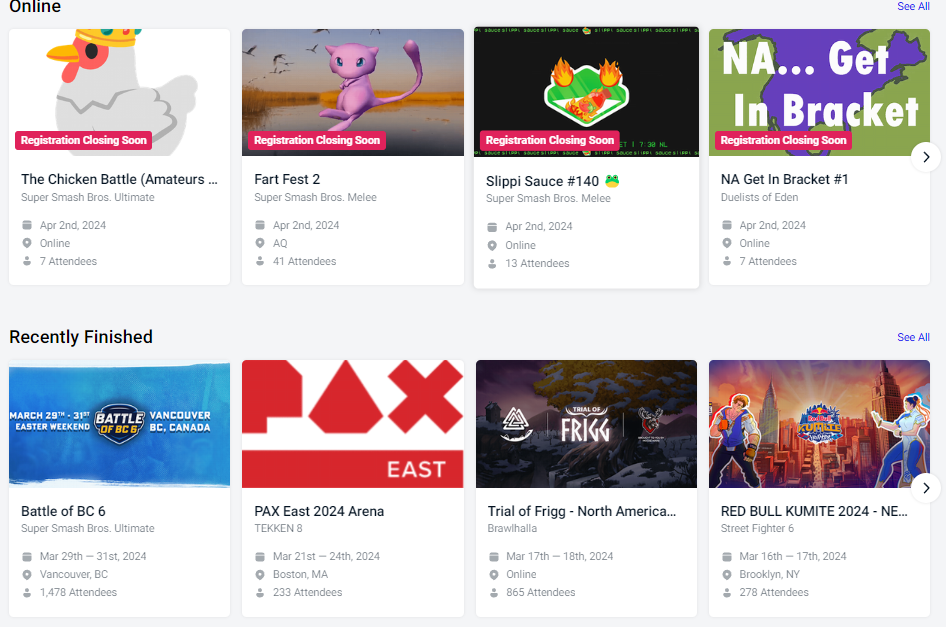 Online
See All
Registration Closing Soon
The Chicken Battle (Amateurs ...
Super Smash Bros. Ultimate
Apr 2nd, 2024
Online
7 Attendees
Registration Closing Soon
Fart Fest 2
Super Smash Bros. Melee
Apr 2nd, 2024
AQ
41 Attendees
Registration Closing Soon
ET | 7:30 NL
Slippi Sauce #140 🐸
Super Smash Bros. Melee
Apr 2nd, 2024
Online
13 Attendees
NA... Get
In Bracket
Registration Closing Soon
NA Get In Bracket #1
Duelists of Eden
Apr 2nd, 2024
Online
7 Attendees
Recently Finished
See All
MARCH 29TH - 31ST
EASTER WEEKEND
BATTLE
OF BC 6
VANCOUVER
BC, CANADA
Battle of BC 6
Super Smash Bros. Ultimate
Mar 29th — 31st, 2024
Vancouver, BC
1,478 Attendees
PAX
EAST
PAX East 2024 Arena
TEKKEN 8
Mar 21st — 24th, 2024
Boston, MA
233 Attendees
TRIAL OF
FRIGG
Trial of Frigg - North America...
Brawlhalla
Mar 17th — 18th, 2024
Online
865 Attendees
Red Bull
KUMITE
RED BULL KUMITE 2024 - NE...
Street Fighter 6
Mar 16th — 17th, 2024
Brooklyn, NY
278 Attendees